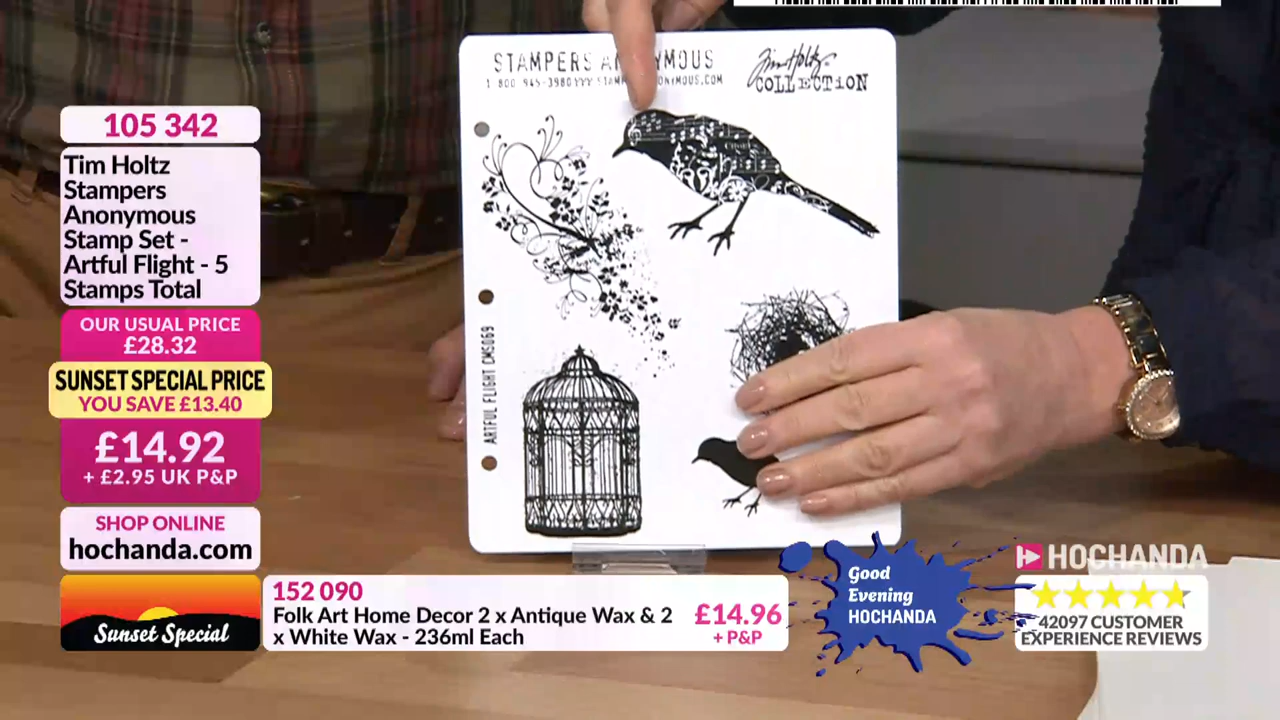 STAMPERS ANONYMOUS
Tim Holtz
COLLECTION
105 342
Tim Holtz
Stampers
Anonymous
Stamp Set -
Artful Flight - 5
Stamps Total
OUR USUAL PRICE
£28.32
SUNSET SPECIAL PRICE
YOU SAVE £13.40
£14.92
+ £2.95 UK P&P
SHOP ONLINE
hochanda.com
ARTFUL FLIGHT CMS069
Sunset Special
152 090
Folk Art Home Decor 2 x Antique Wax & 2
x White Wax - 236ml Each
£14.96
+ P&P
Good
Evening
HOCHANDA
HOCHANDA
42097 CUSTOMER
EXPERIENCE REVIEWS